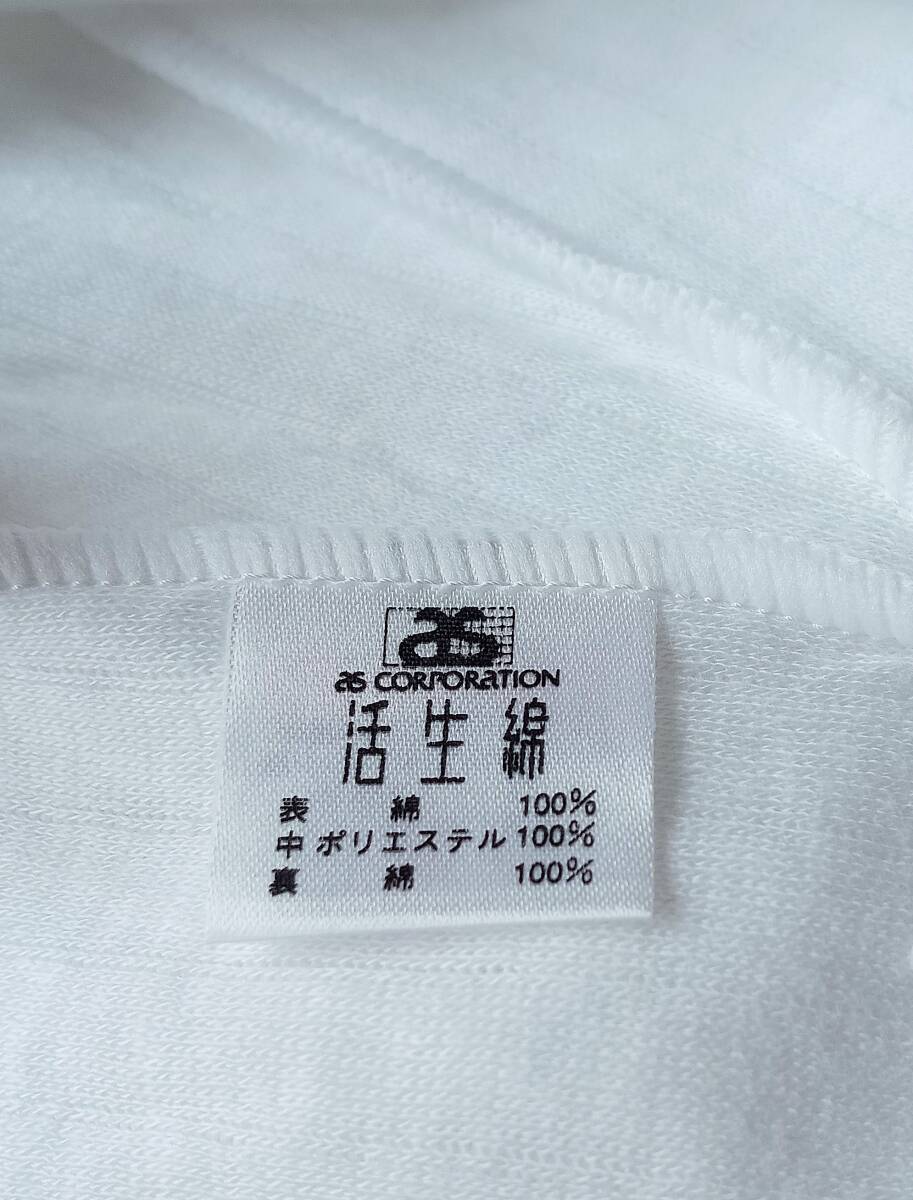 as
as CORPORATION
活生綿
表 綿 100%
中 ポリエステル 100%
裏 綿 100%